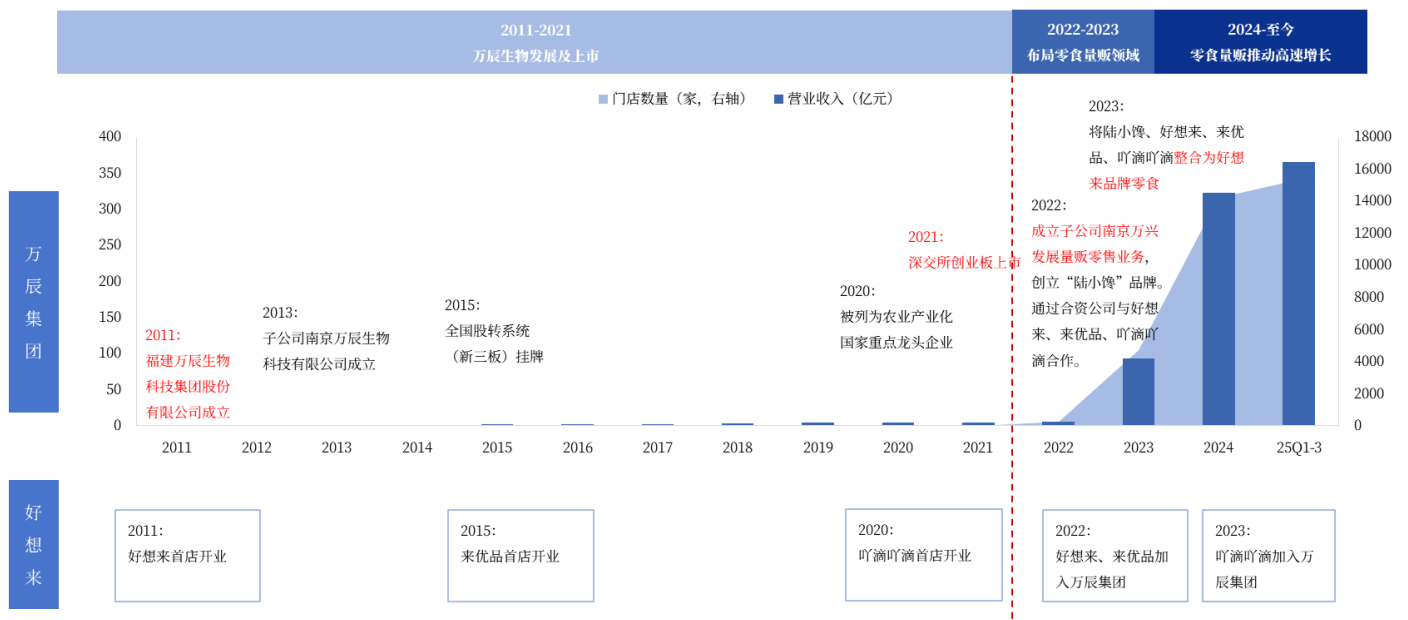 2011-2021
万辰生物发展及上市
2022-2023
布局零食量贩领域
2024-至今
零食量贩推动高速增长
门店数量（家，右轴）
营业收入（亿元）
万
辰
集
团
400
350
300
250
200
150
100
50
0
18000
16000
14000
12000
10000
8000
6000
4000
2000
0
2011：
福建万辰生物
科技集团股份
有限公司成立
2013：
子公司南京万辰生物
科技有限公司成立
2015：
全国股转系统
（新三板）挂牌
2020：
被列为农业产业化
国家重点龙头企业
2021：
深交所创业板上市
2022：
成立子公司南京万兴
发展量贩零售业务，
创立“陆小馋”品牌。
通过合资公司与好想
来、来优品、吖滴吖
滴合作。
2023：
将陆小馋、好想来、来优
品、吖滴吖滴整合为好想
来品牌零食
2011
2012
2013
2014
2015
2016
2017
2018
2019
2020
2021
2022
2023
2024
25Q1-3
好
想
来
2011：
好想来首店开业
2015：
来优品首店开业
2020：
吖滴吖滴首店开业
2022：
好想来、来优品加
入万辰集团
2023：
吖滴吖滴加入万
辰集团